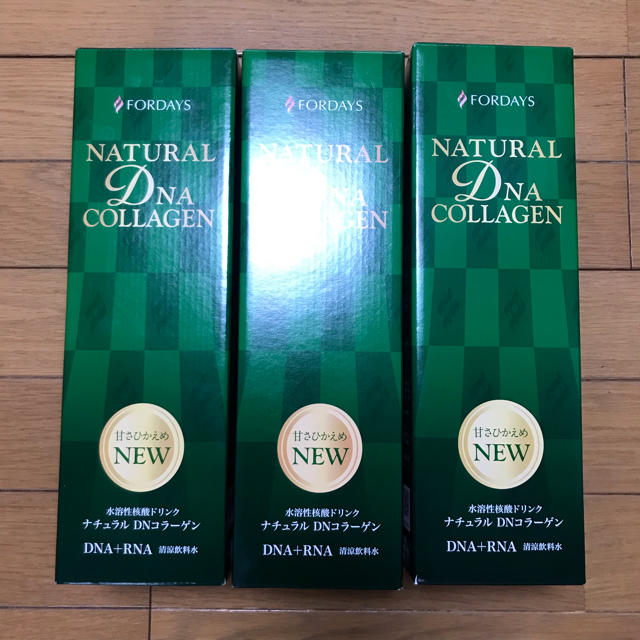 FORDAYS
NATURAL
DNA
COLLAGEN
甘さひかえめ
NEW
水溶性核酸ドリンク
ナチュラル DNコラーゲン
DNA+RNA 清涼飲料水
FORDAYS
NATURAL
DNA
COLLAGEN
甘さひかえめ
NEW
水溶性核酸ドリンク
ナチュラル DNコラーゲン
DNA+RNA 清涼飲料水
FORDAYS
NATURAL
DNA
COLLAGEN
甘さひかえめ
NEW
水溶性核酸ドリンク
ナチュラル DNコラーゲン
DNA+RNA 清涼飲料水